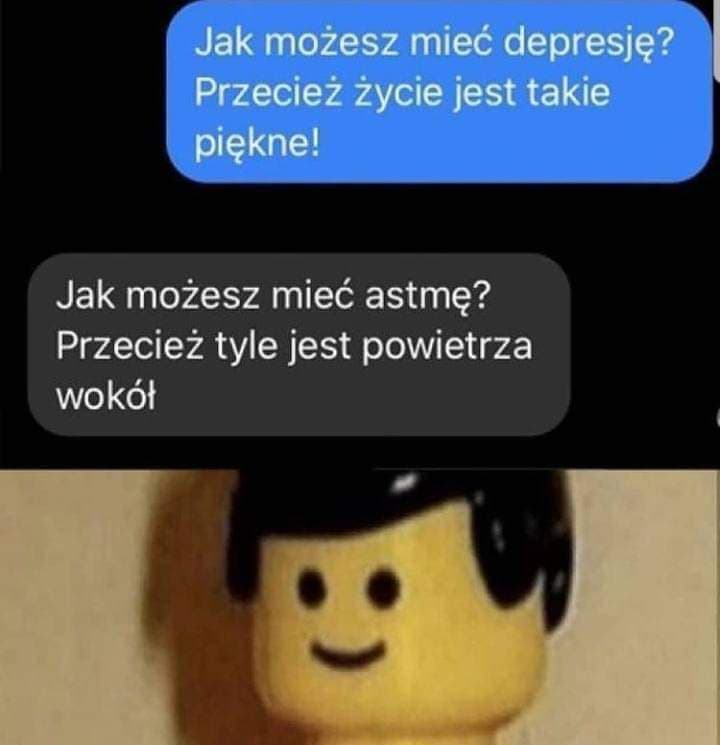 Jak możesz mieć depresję?
Przecież życie jest takie
piękne!
Jak możesz mieć astmę?
Przecież tyle jest powietrza
wokół